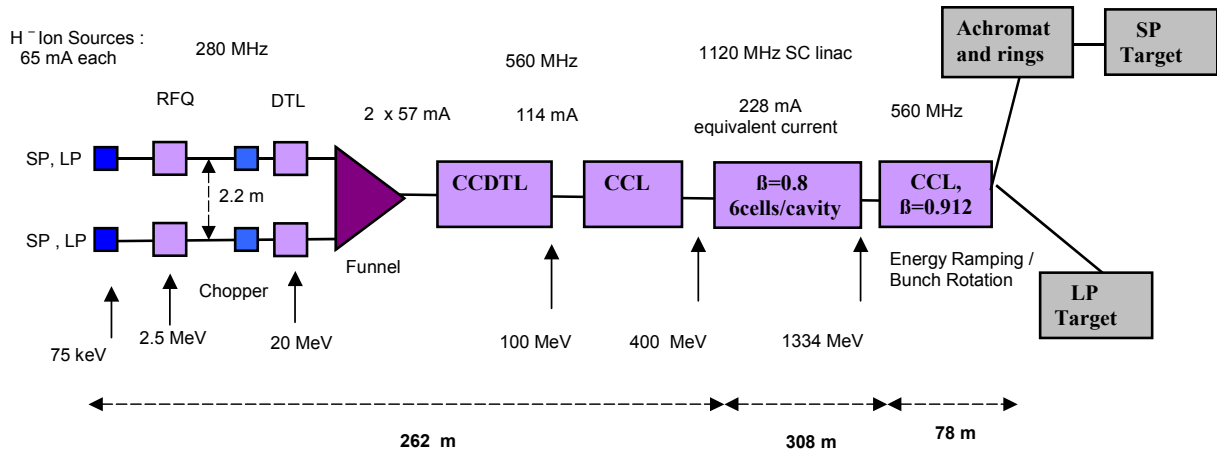 H⁻ Ion Sources :
65 mA each
280 MHz
560 MHz
1120 MHz SC linac
Achromat
and rings
SP
Target
RFQ
DTL
2 x 57 mA
114 mA
228 mA
equivalent current
560 MHz
SP, LP
2.2 m
CCDTL
CCL
ß=0.8
6cells/cavity
CCL,
ß=0.912
SP , LP
Funnel
Chopper
Energy Ramping /
Bunch Rotation
LP
Target
75 keV
2.5 MeV
20 MeV
100 MeV
400 MeV
1334 MeV
262 m
308 m
78 m